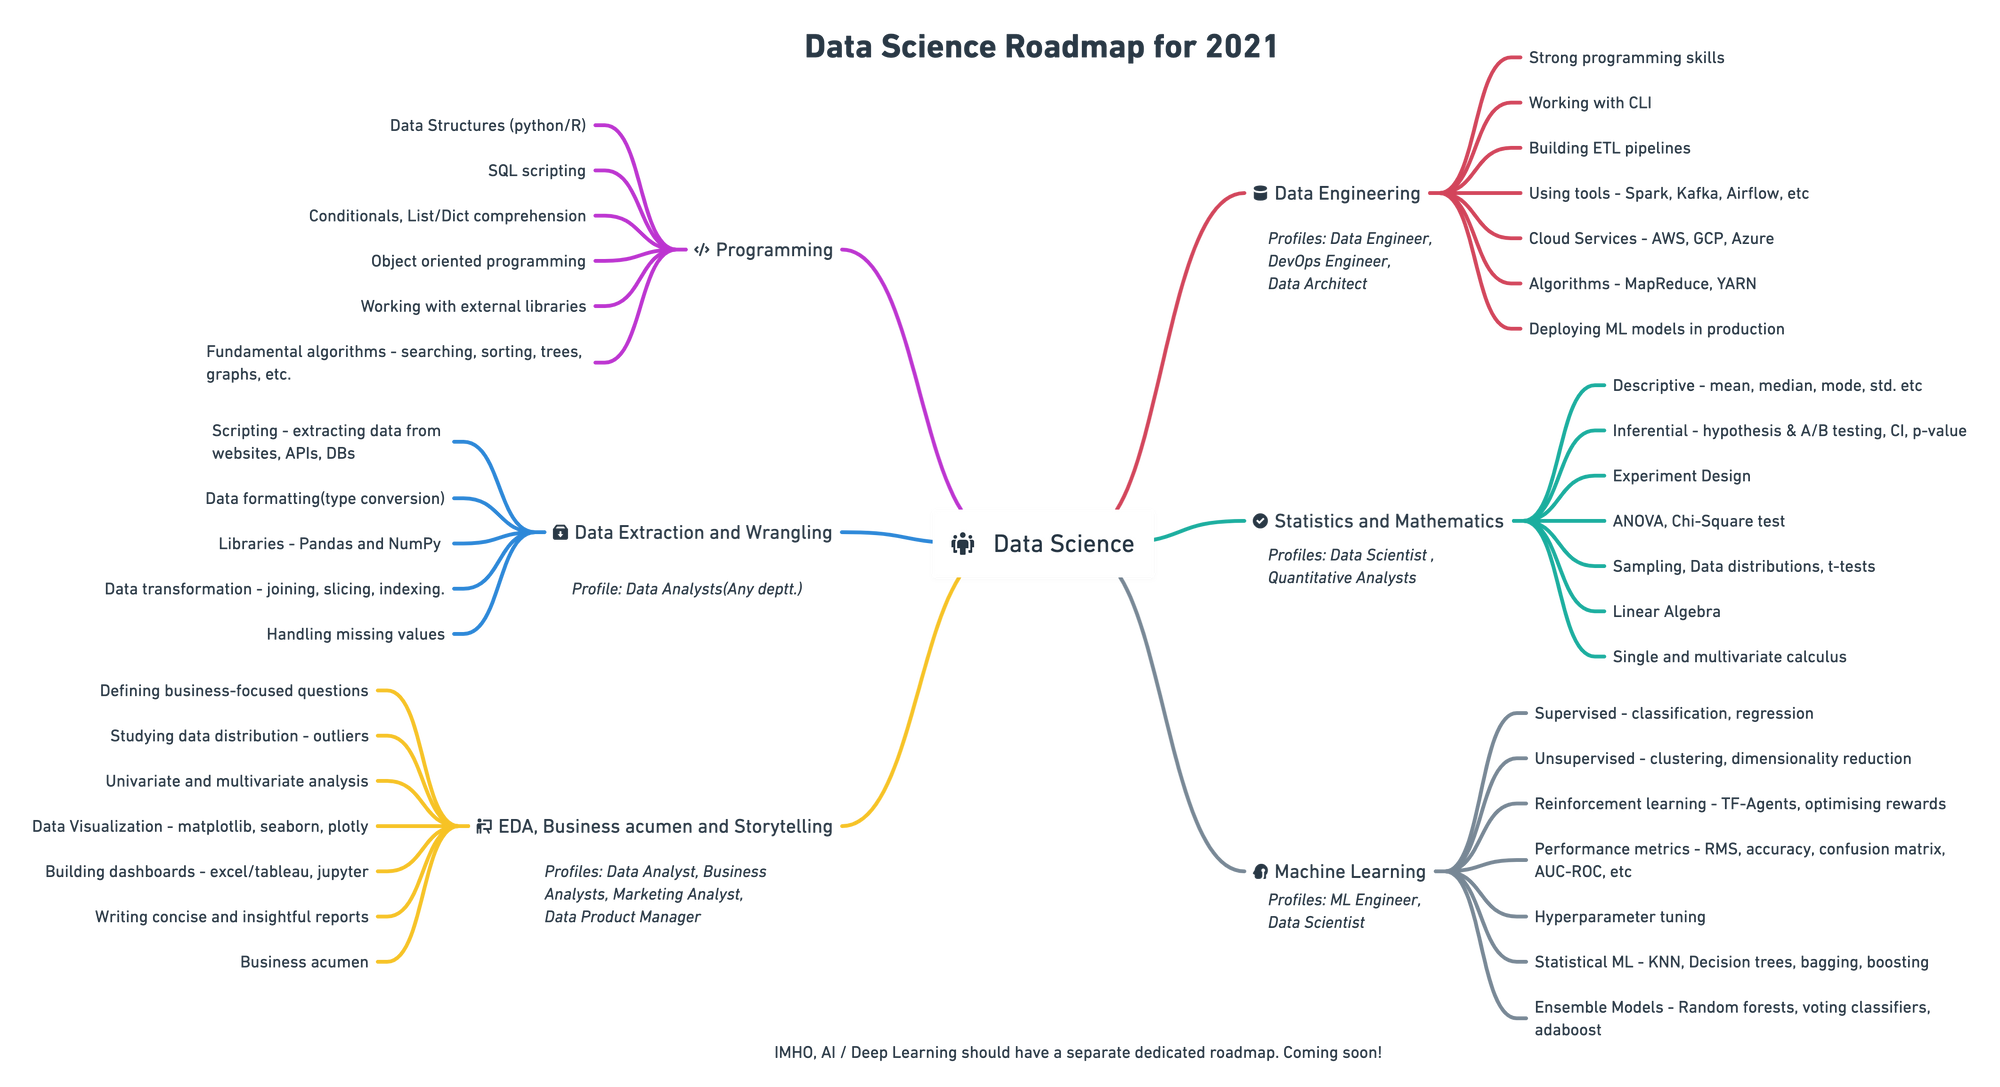 Data Science Roadmap for 2021
Data Structures (python/R)
SQL scripting
Conditionals, List/Dict comprehension
Object oriented programming
Working with external libraries
Fundamental algorithms - searching, sorting, trees,
graphs, etc.
Programming
Scripting - extracting data from
websites, APIs, DBs
Data formatting(type conversion)
Libraries - Pandas and NumPy
Data transformation - joining, slicing, indexing.
Handling missing values
Data Extraction and Wrangling
Profile: Data Analysts(Any deptt.)
Defining business-focused questions
Studying data distribution - outliers
Univariate and multivariate analysis
Data Visualization - matplotlib, seaborn, plotly
Building dashboards - excel/tableau, jupyter
Writing concise and insightful reports
Business acumen
EDA, Business acumen and Storytelling
Profiles: Data Analyst, Business
Analysts, Marketing Analyst,
Data Product Manager
Data Science
Data Engineering
Profiles: Data Engineer,
DevOps Engineer,
Data Architect
Strong programming skills
Working with CLI
Building ETL pipelines
Using tools - Spark, Kafka, Airflow, etc
Cloud Services - AWS, GCP, Azure
Algorithms - MapReduce, YARN
Deploying ML models in production
Statistics and Mathematics
Profiles: Data Scientist ,
Quantitative Analysts
Descriptive - mean, median, mode, std. etc
Inferential - hypothesis & A/B testing, CI, p-value
Experiment Design
ANOVA, Chi-Square test
Sampling, Data distributions, t-tests
Linear Algebra
Single and multivariate calculus
Machine Learning
Profiles: ML Engineer,
Data Scientist
Supervised - classification, regression
Unsupervised - clustering, dimensionality reduction
Reinforcement learning - TF-Agents, optimising rewards
Performance metrics - RMS, accuracy, confusion matrix,
AUC-ROC, etc
Hyperparameter tuning
Statistical ML - KNN, Decision trees, bagging, boosting
Ensemble Models - Random forests, voting classifiers,
adaboost
IMHO, AI / Deep Learning should have a separate dedicated roadmap. Coming soon!